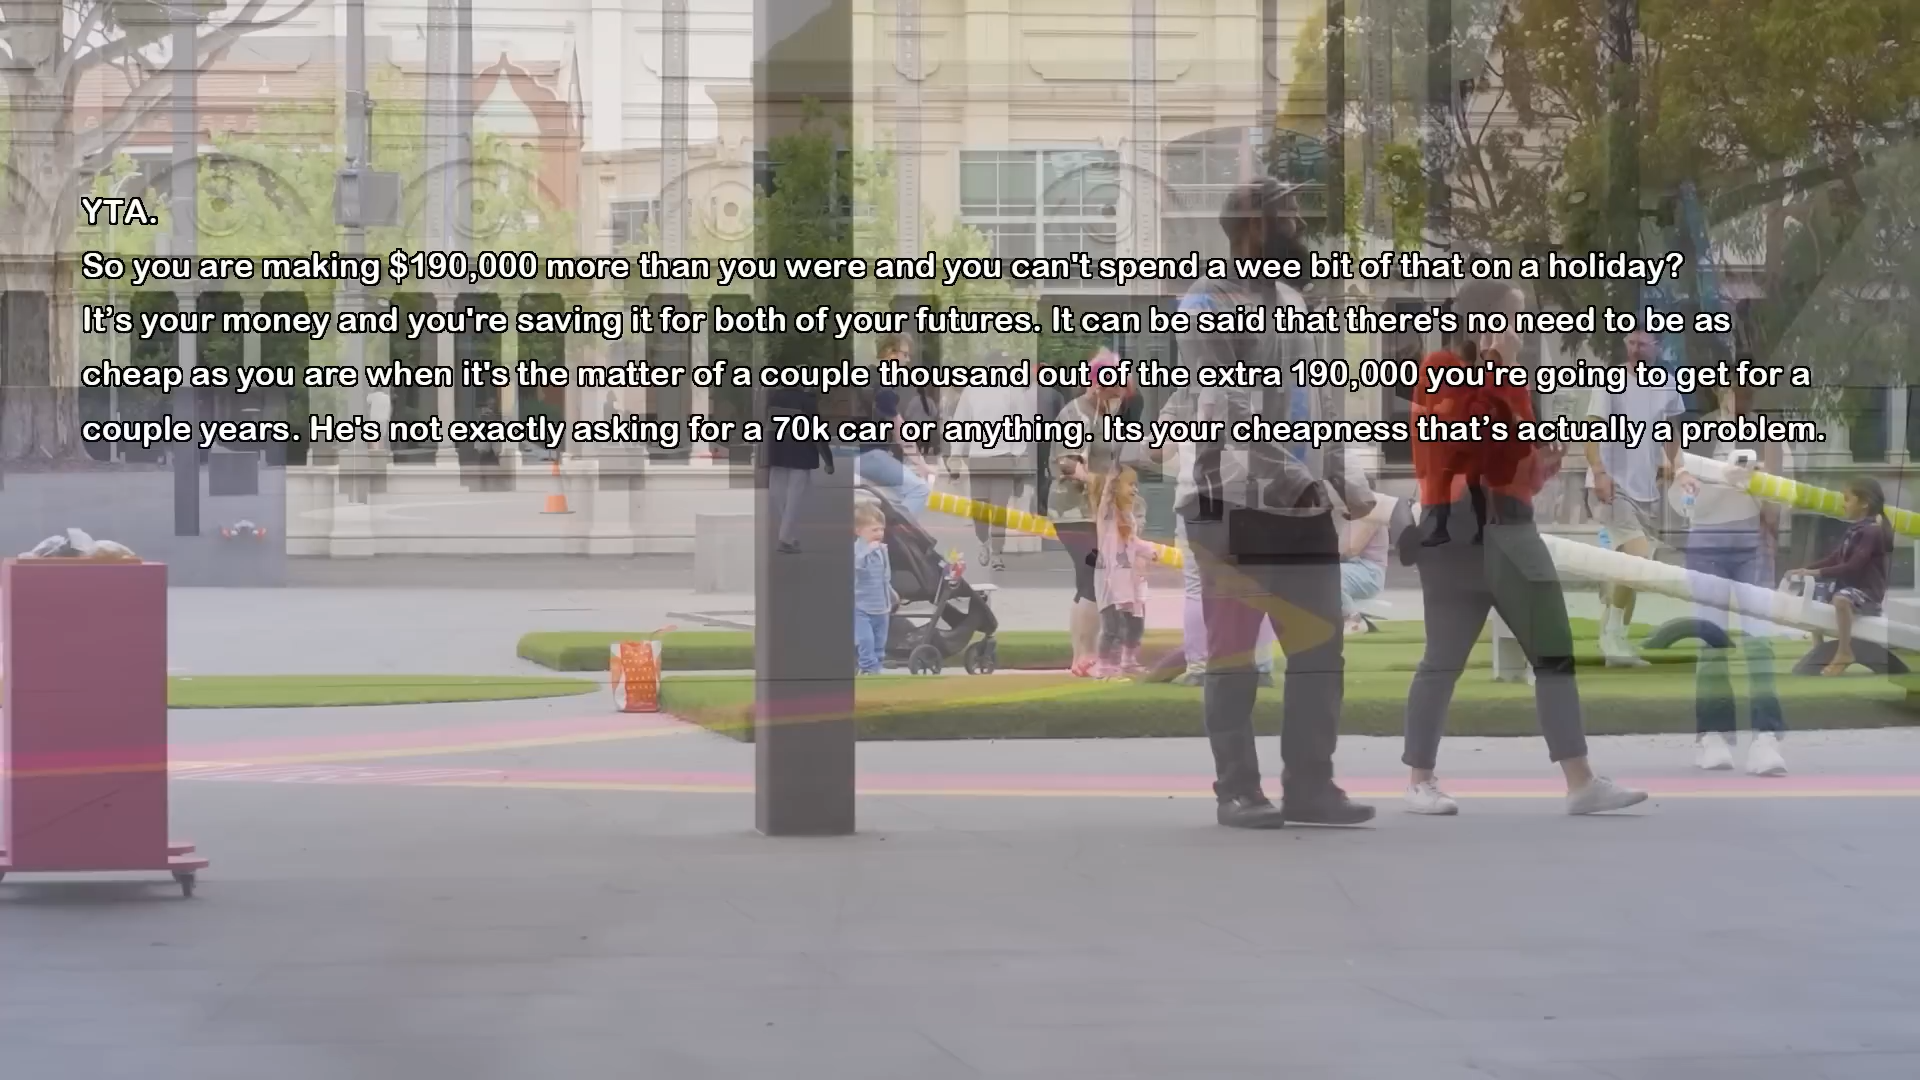 YTA.
So you are making $190,000 more than you were and you can't spend a wee bit of that on a holiday?
It’s your money and you're saving it for both of your futures. It can be said that there's no need to be as
cheap as you are when it's the matter of a couple thousand out of the extra 190,000 you're going to get for a
couple years. He's not exactly asking for a 70k car or anything. Its your cheapness that’s actually a problem.